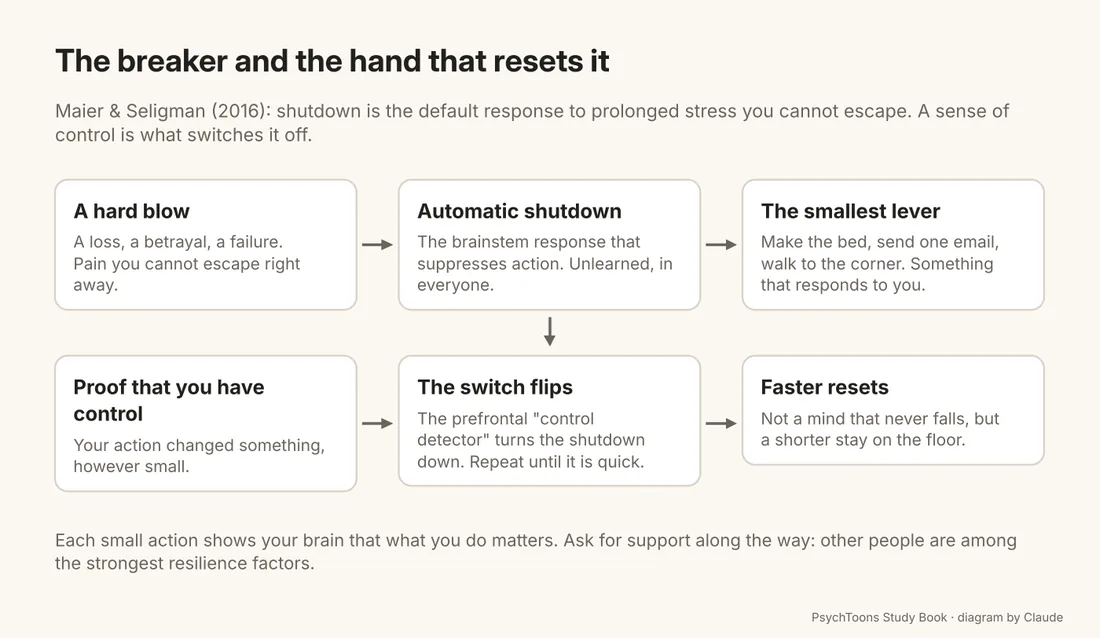 The breaker and the hand that resets it
Maier & Seligman (2016): shutdown is the default response to prolonged stress you cannot escape. A sense of
control is what switches it off.
A hard blow
A loss, a betrayal, a failure.
Pain you cannot escape right
away.
Automatic shutdown
The brainstem response that
suppresses action. Unlearned, in
everyone.
The smallest lever
Make the bed, send one email,
walk to the corner. Something
that responds to you.
Proof that you have
control
Your action changed something,
however small.
The switch flips
The prefrontal "control
detector" turns the shutdown
down. Repeat until it is quick.
Faster resets
Not a mind that never falls, but
a shorter stay on the floor.
Each small action shows your brain that what you do matters. Ask for support along the way: other people are among
the strongest resilience factors.
PsychToons Study Book · diagram by Claude